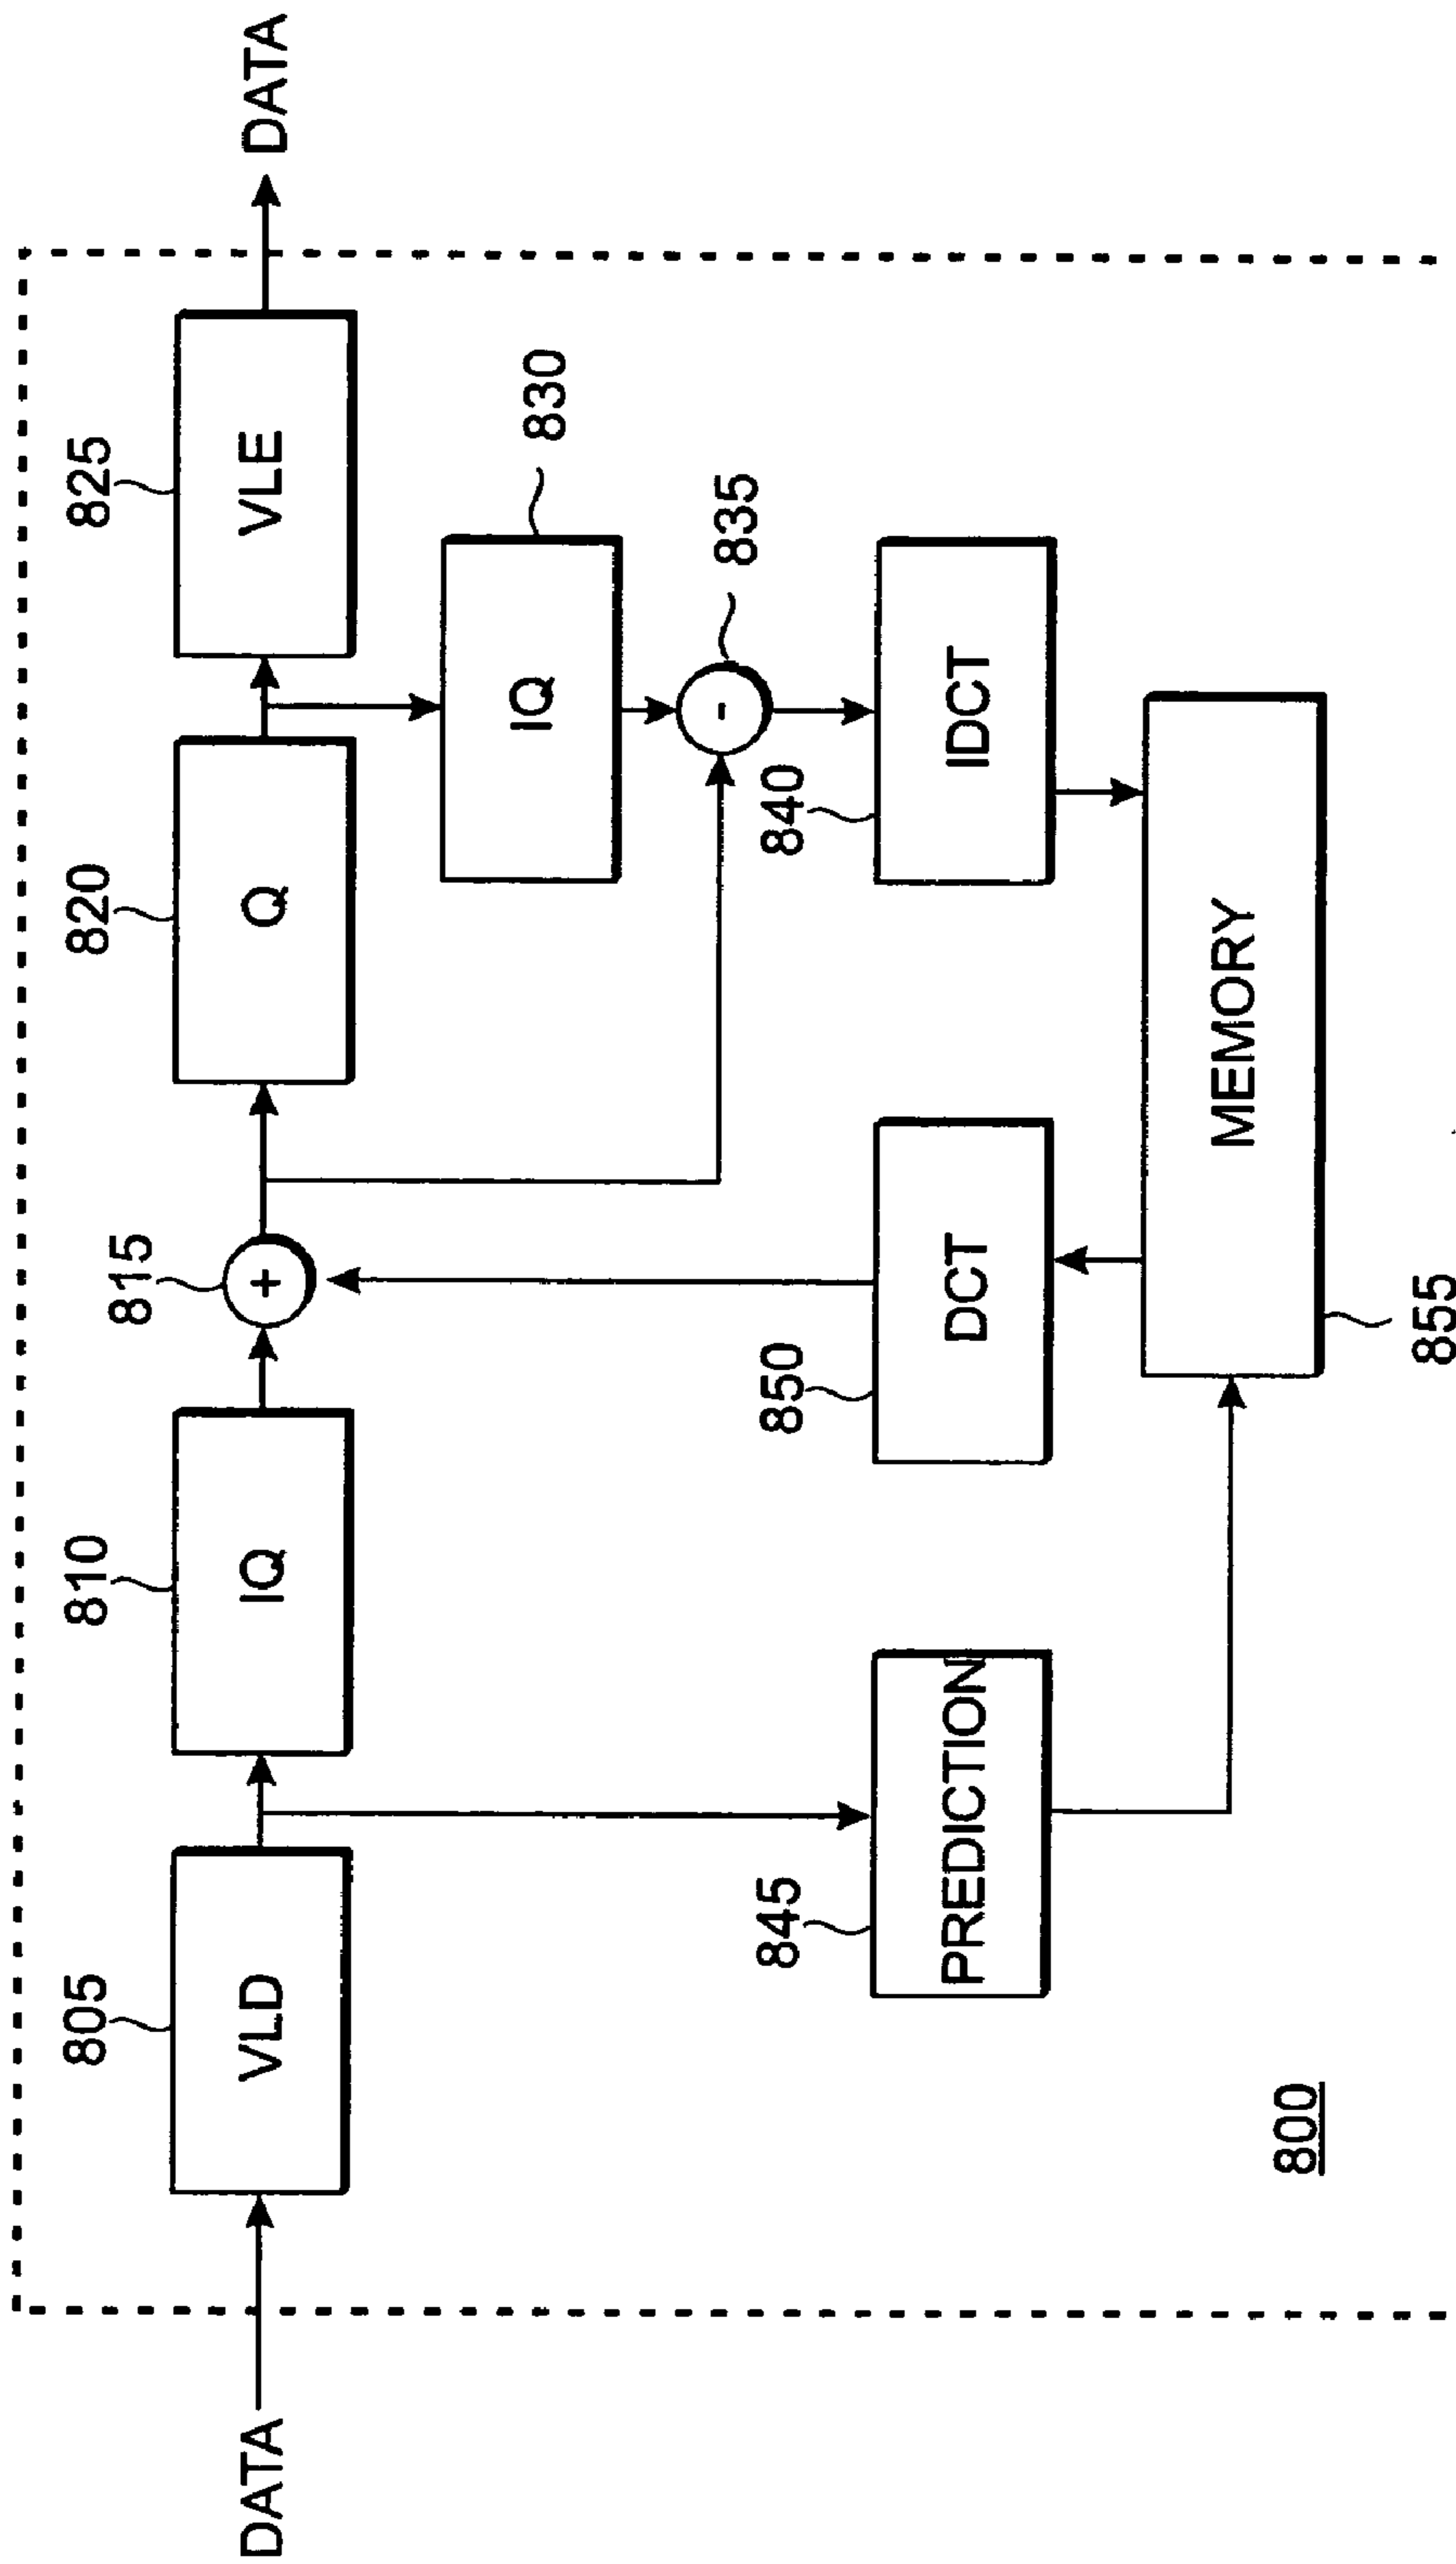 DATA
805
VLD
810
IQ
815
+
820
Q
825
VLE
DATA
830
IQ
835
-
845
PREDICTION
850
DCT
840
IDCT
MEMORY
855
800